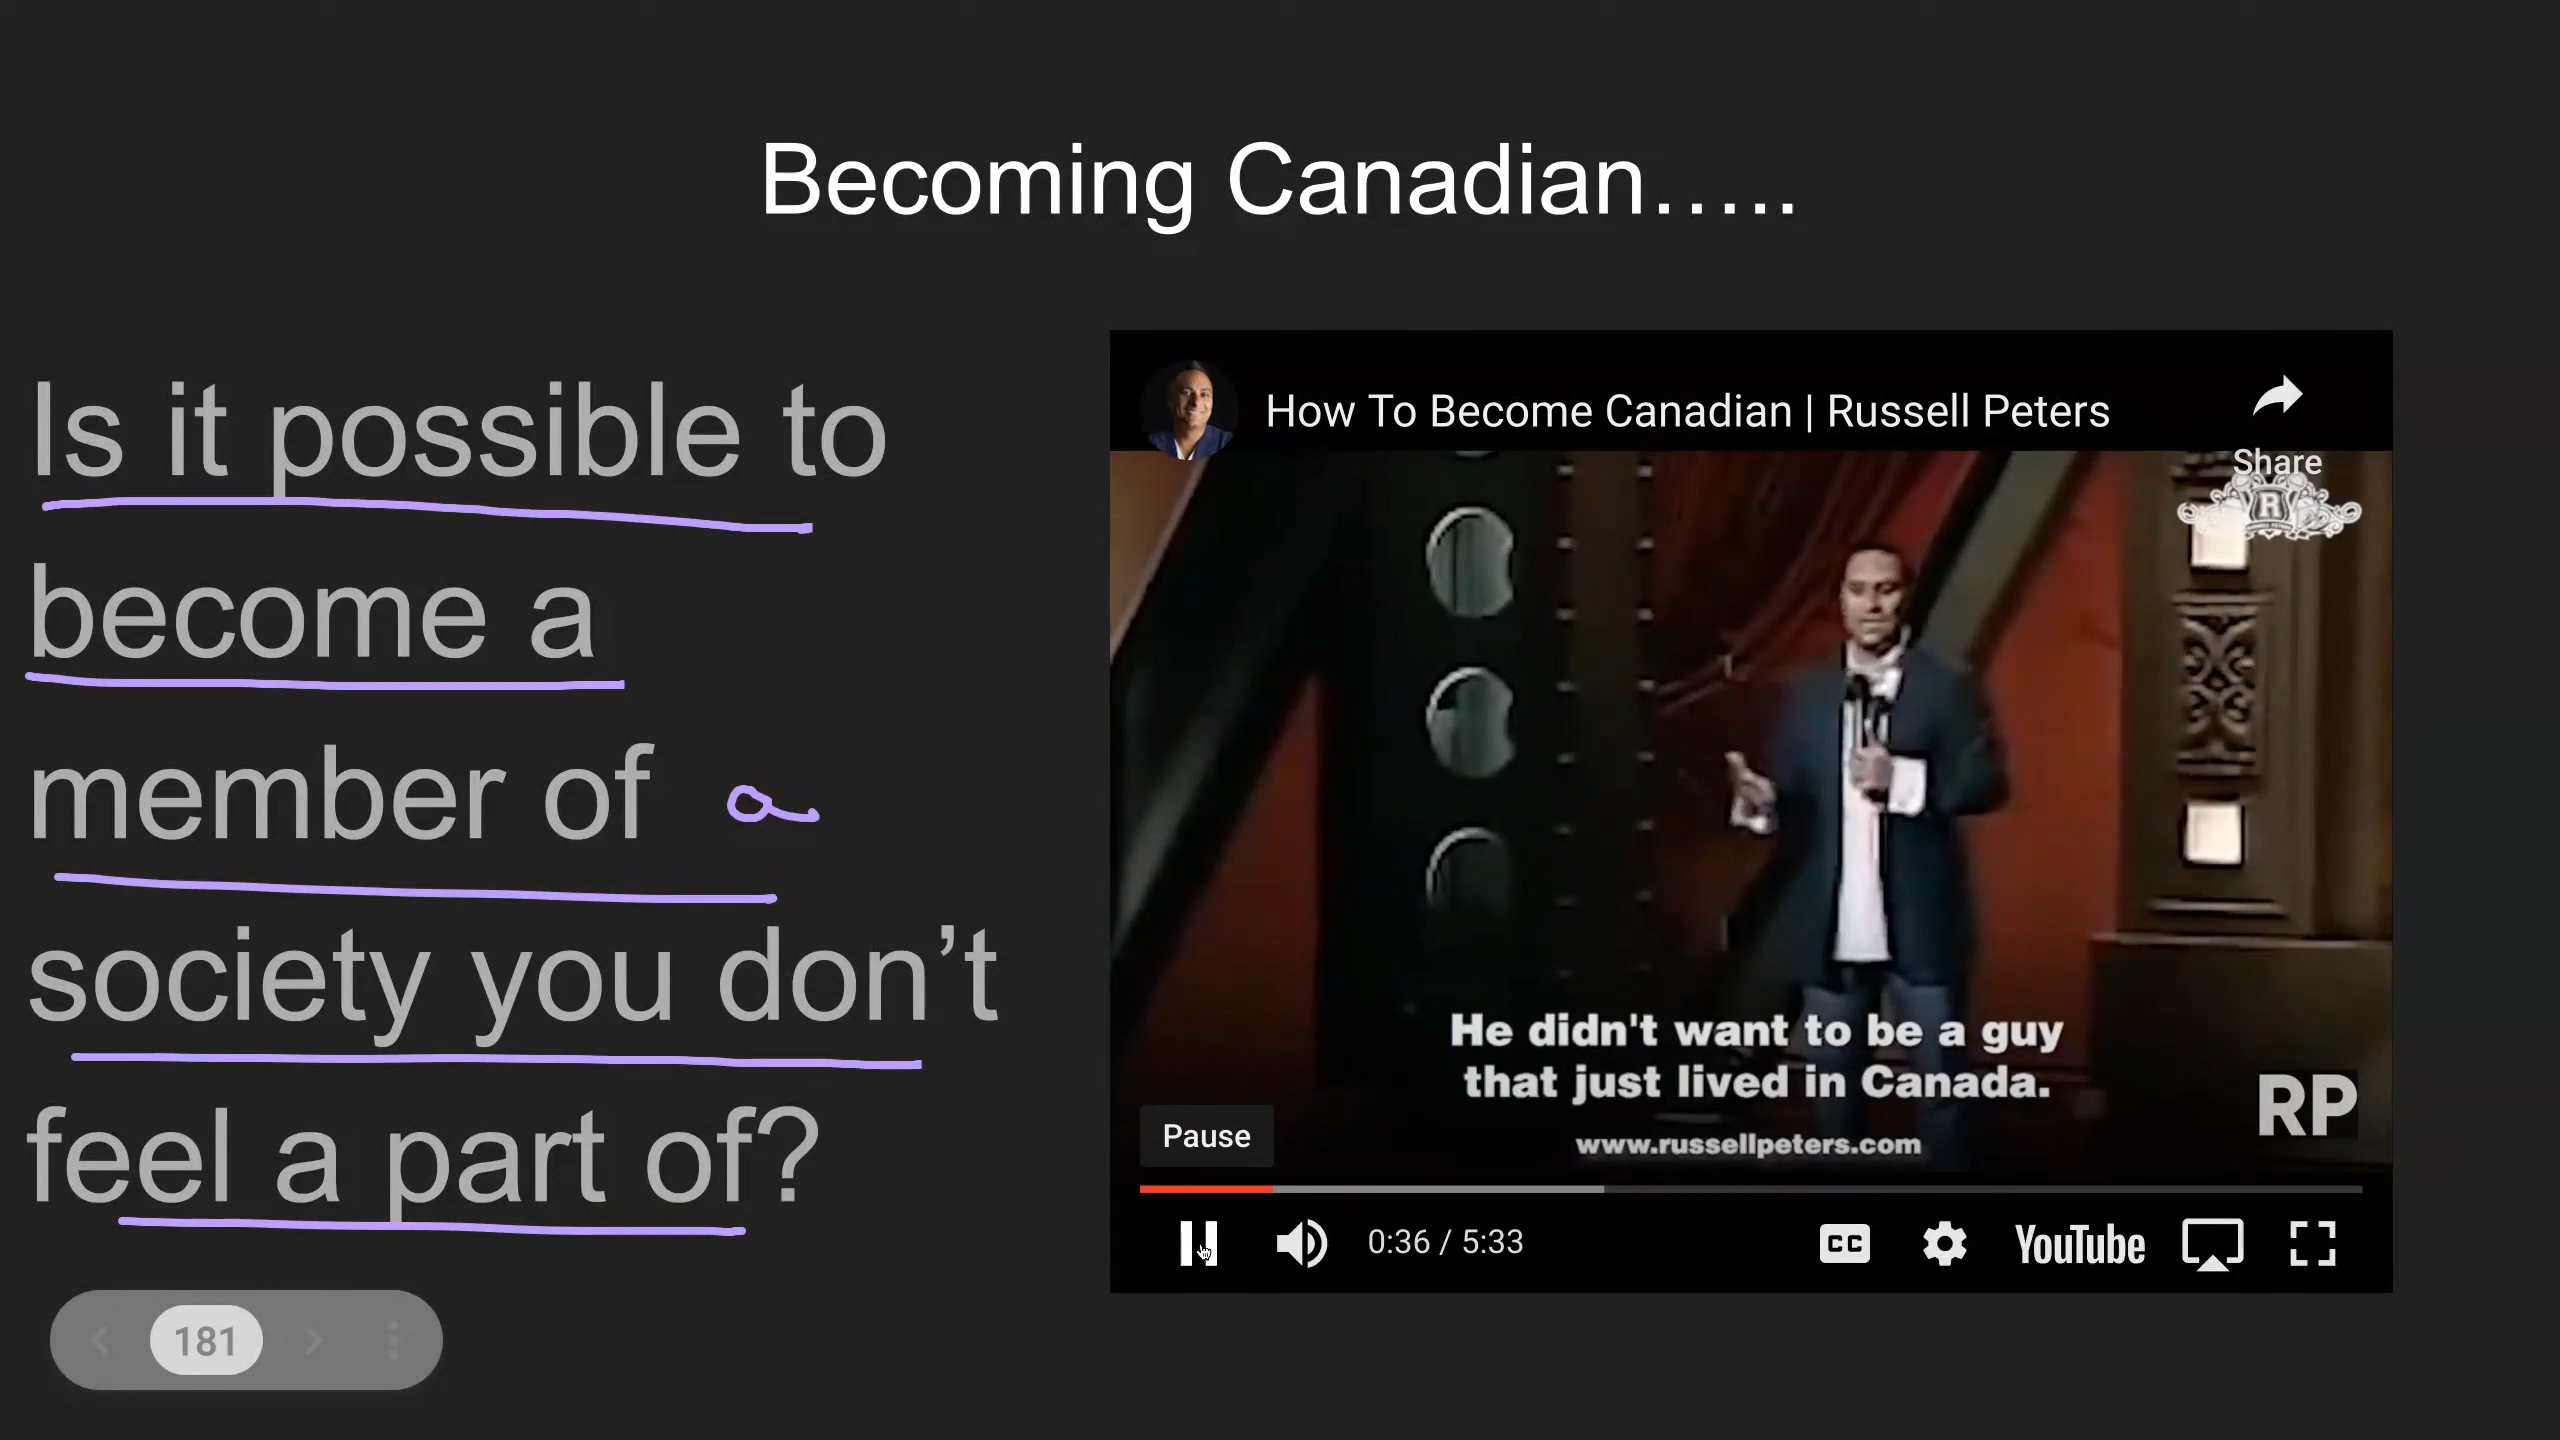 Becoming Canadian.....
Is it possible to
become a
member of a
society you don’t
feel a part of?
How To Become Canadian | Russell Peters
Share
R
He didn't want to be a guy
that just lived in Canada.
www.russellpeters.com
RP
Pause
0:36 / 5:33
CC
YouTube
181